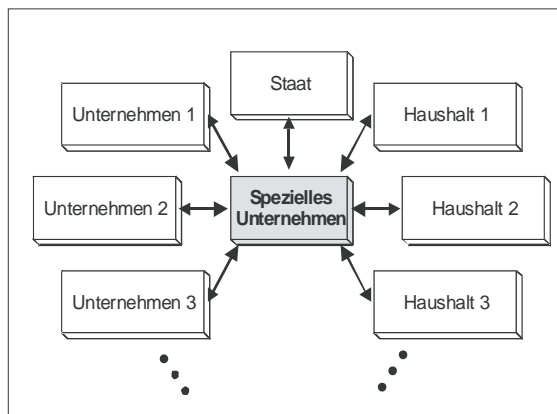 Staat
Unternehmen 1
Haushalt 1
Unternehmen 2
Spezielles
Unternehmen
Haushalt 2
Unternehmen 3
Haushalt 3